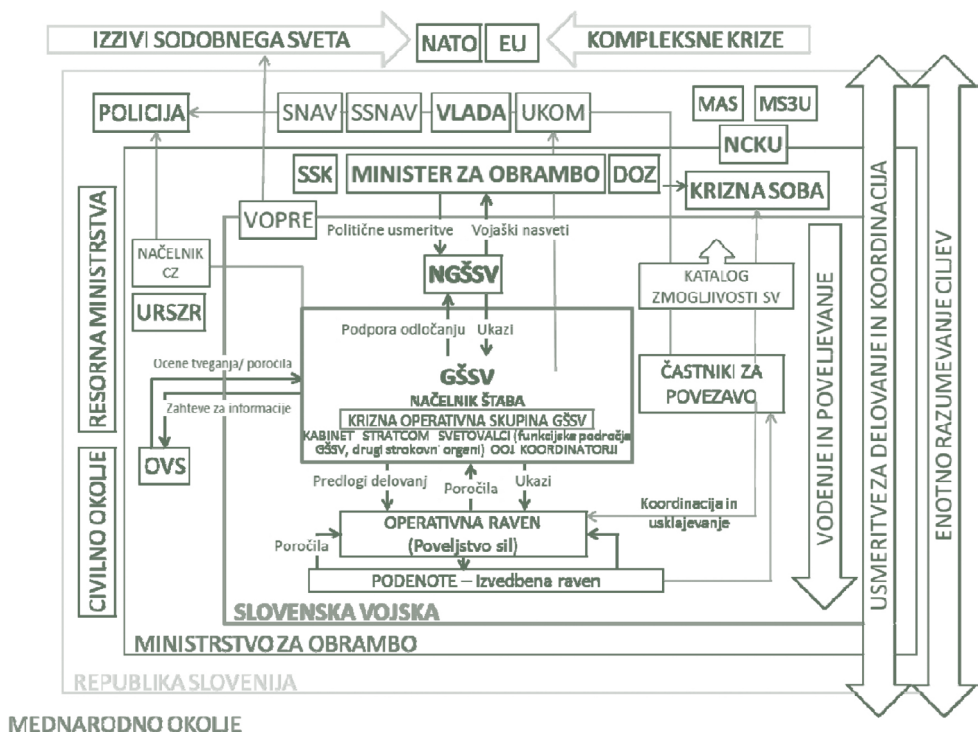 IZZIVI SODOBNEGA SVETA
NATO
EU
KOMPLEKSNE KRIZE
POLICIJA
SNAV
SSNAV
VLADA
UKOM
MAS
MS3U
NCKU
SSK
MINISTER ZA OBRAMBO
DOZ
KRIZNA SOBA
VOPRE
Politične usmeritve
Vojaški nasveti
NAČELNIK
CZ
NGŠSV
KATALOG
ZMOGLJIVOSTI SV
URSZR
Podpora odločanju
Ukazi
Ocene tveganja/ poročila
GŠSV
NAČELNIK ŠTABA
KRIZNA OPERATIVNA SKUPINA GŠSV
KABINET STRATCOM SVETOVALCI (funkcijska področja
GŠSV, drugi strokovni organi) OOJ KOORDINATORJI
ČASTNIKI ZA
POVEZAVO
Zahteve za informacije
OVS
Predlogi delovanj
Poročila
Ukazi
Koordinacija in
usklajevanje
OPERATIVNA RAVEN
(Poveljstvo sil)
Poročila
PODENOTE – Izvedbena raven
RESORNA MINISTRSTVA
CIVILNO OKOLJE
VODENJE IN POVELJEVANJE
USMERITVE ZA DELOVANJE IN KOORDINACIJA
ENOTNO RAZUMEVANJE CILJEV
SLOVENSKA VOJSKA
MINISTRSTVO ZA OBRAMBO
REPUBLIKA SLOVENIJA
MEDNARODNO OKOLJE